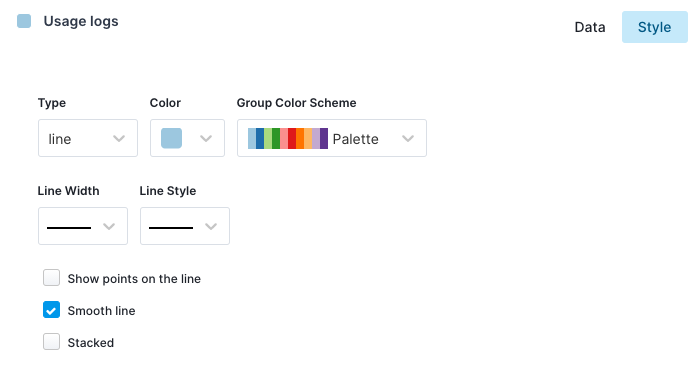 Usage logs
Data Style
Type Color Group Color Scheme
line Palette
Line Width Line Style
Show points on the line
Smooth line
Stacked